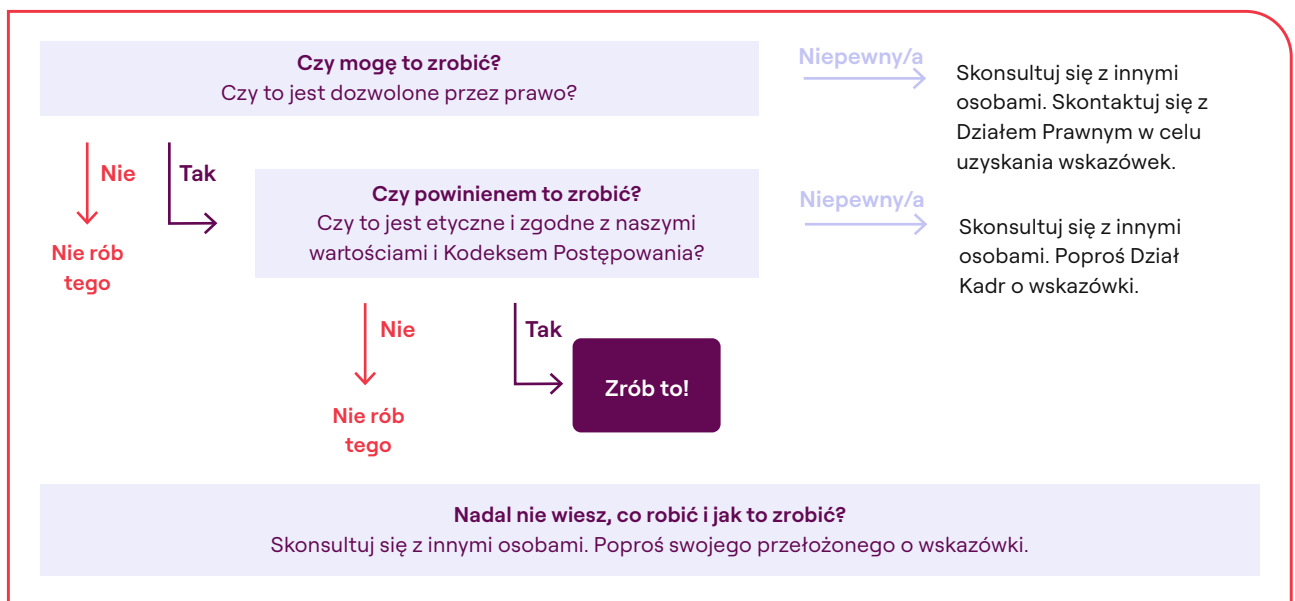 Czy mogę to zrobić?
Czy to jest dozwolone przez prawo?
Niepewny/a
Skonsultuj się z innymi
osobami. Skontaktuj się z
Działem Prawnym w celu
uzyskania wskazówek.
Nie
Tak
Nie rób
tego
Czy powinienem to zrobić?
Czy to jest etyczne i zgodne z naszymi
wartościami i Kodeksem Postępowania?
Niepewny/a
Skonsultuj się z innymi
osobami. Poproś Dział
Kadr o wskazówki.
Nie
Tak
Nie rób
tego
Zrób to!
Nadal nie wiesz, co robić i jak to zrobić?
Skonsultuj się z innymi osobami. Poproś swojego przełożonego o wskazówki.